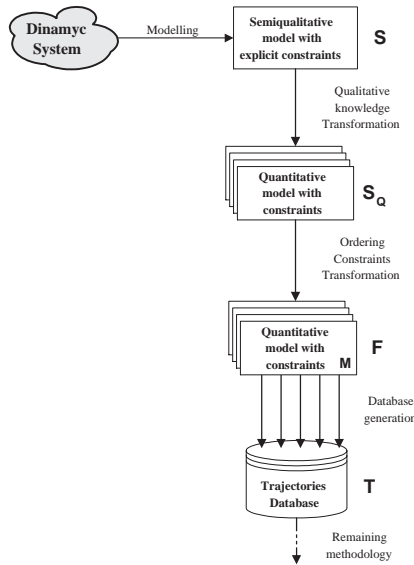 Dinamyc
System
Modelling
Semiqualitative
model with
explicit constraints
S
Qualitative
knowledge
Transformation
Quantitative
model with
constraints
S Q
Ordering
Constraints
Transformation
Quantitative
model with
constraints M
F
Database
generation
Trajectories
Database
T
Remaining
methodology